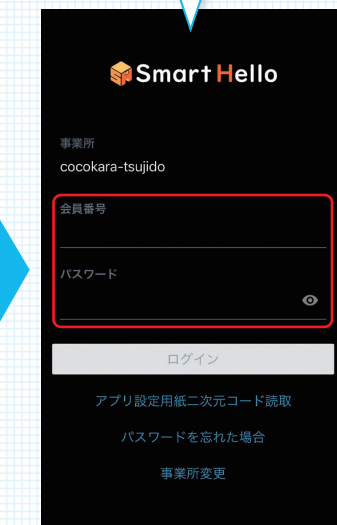 Smart Hello
事業所
cocokara-tsujido
会員番号
パスワード
ログイン
アプリ設定用紙二次元コード読取
パスワードを忘れた場合
事業所変更